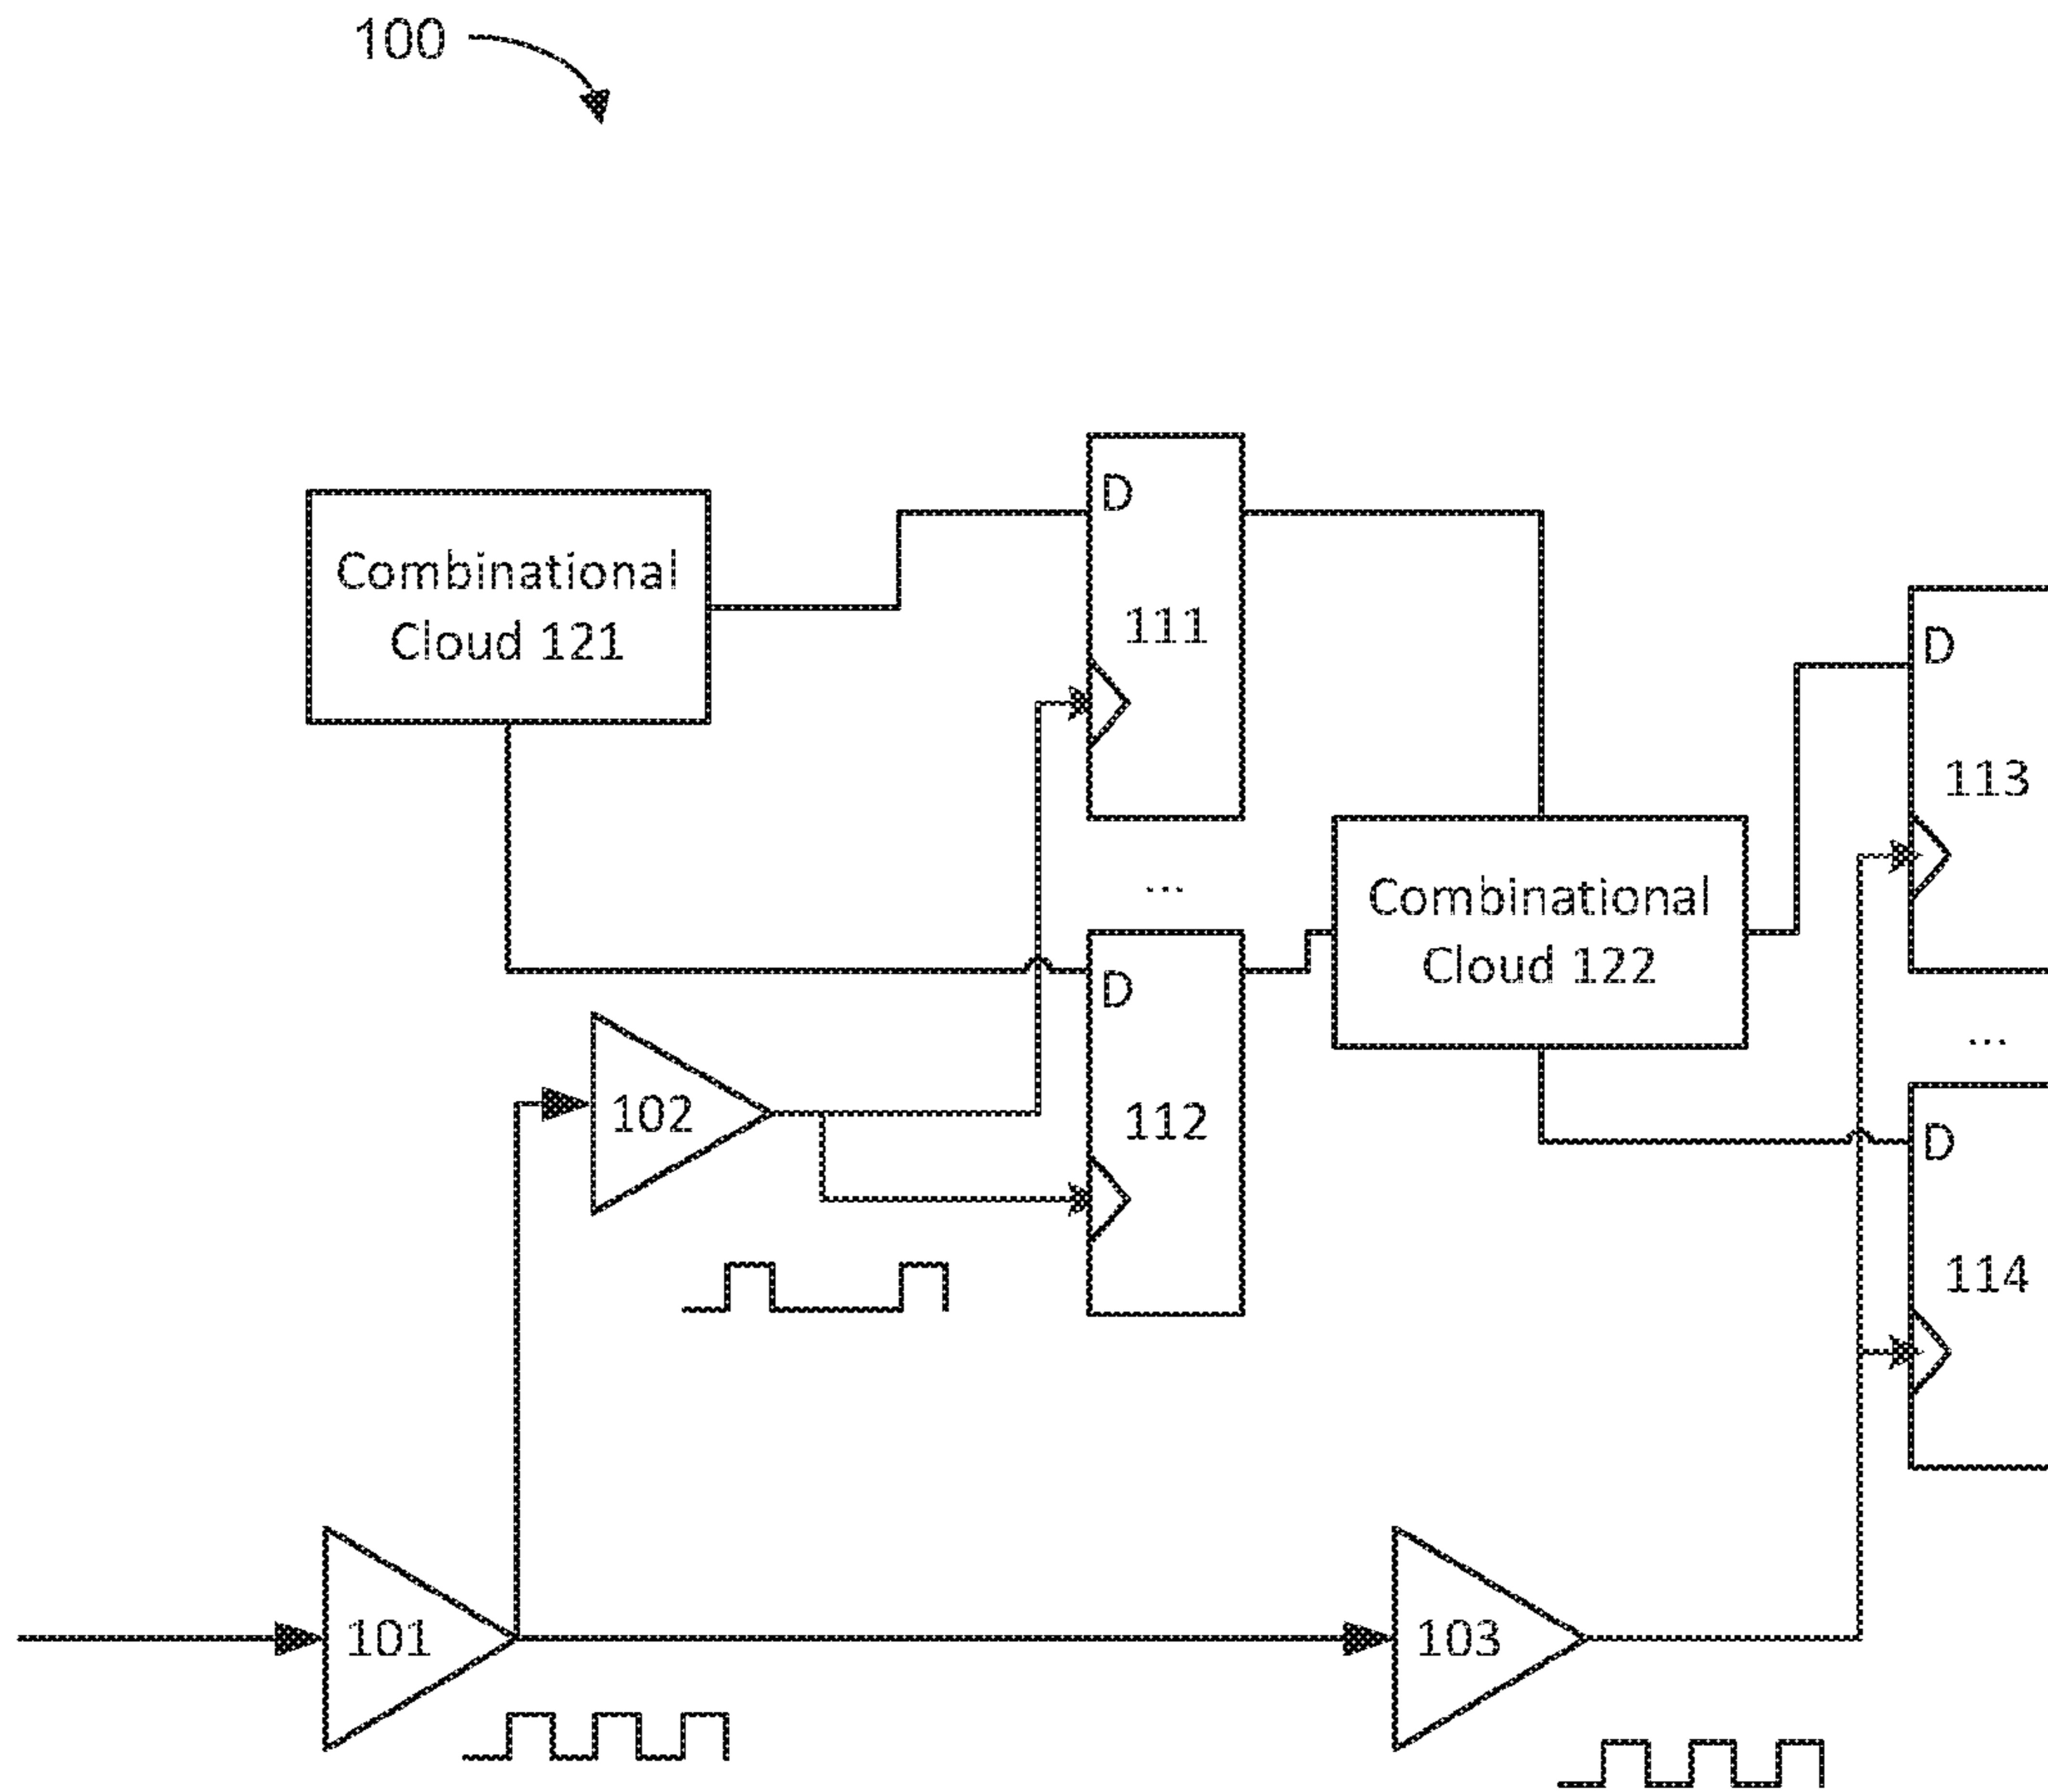 100
D
Combinational
Cloud 121
111
D
113
...
Combinational
Cloud 122
D
102
112
...
D
114
101
103